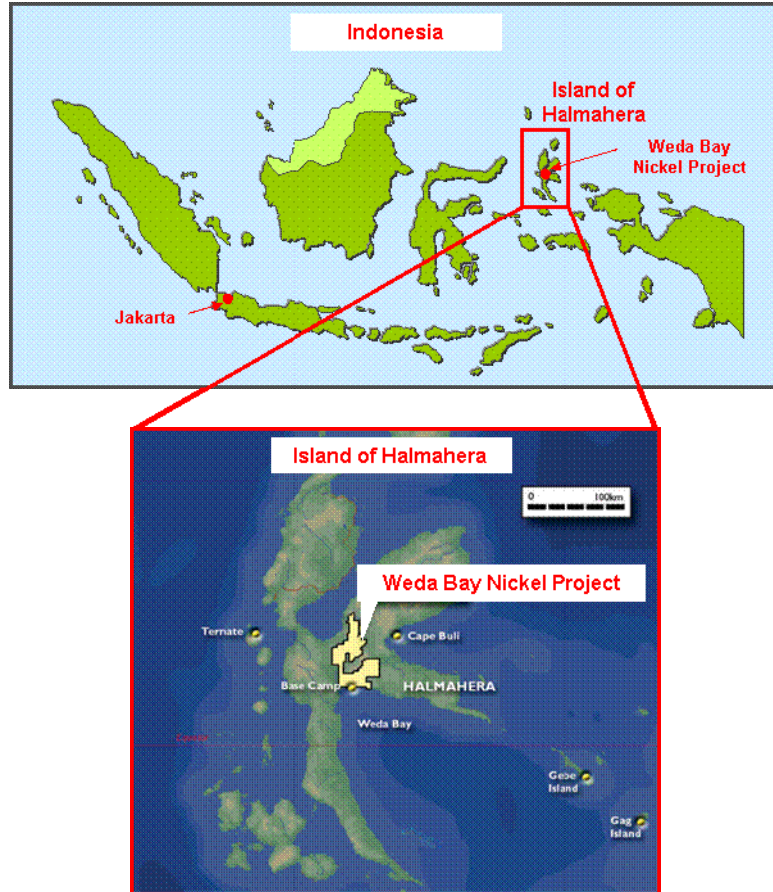 Indonesia
Island of
Halmahera
Weda Bay
Nickel Project
Jakarta
Island of Halmahera
0 100km
Weda Bay Nickel Project
Ternate
Cape Buli
Base Camp
HALMAHERA
Weda Bay
Gebe
Island
Gag
Island